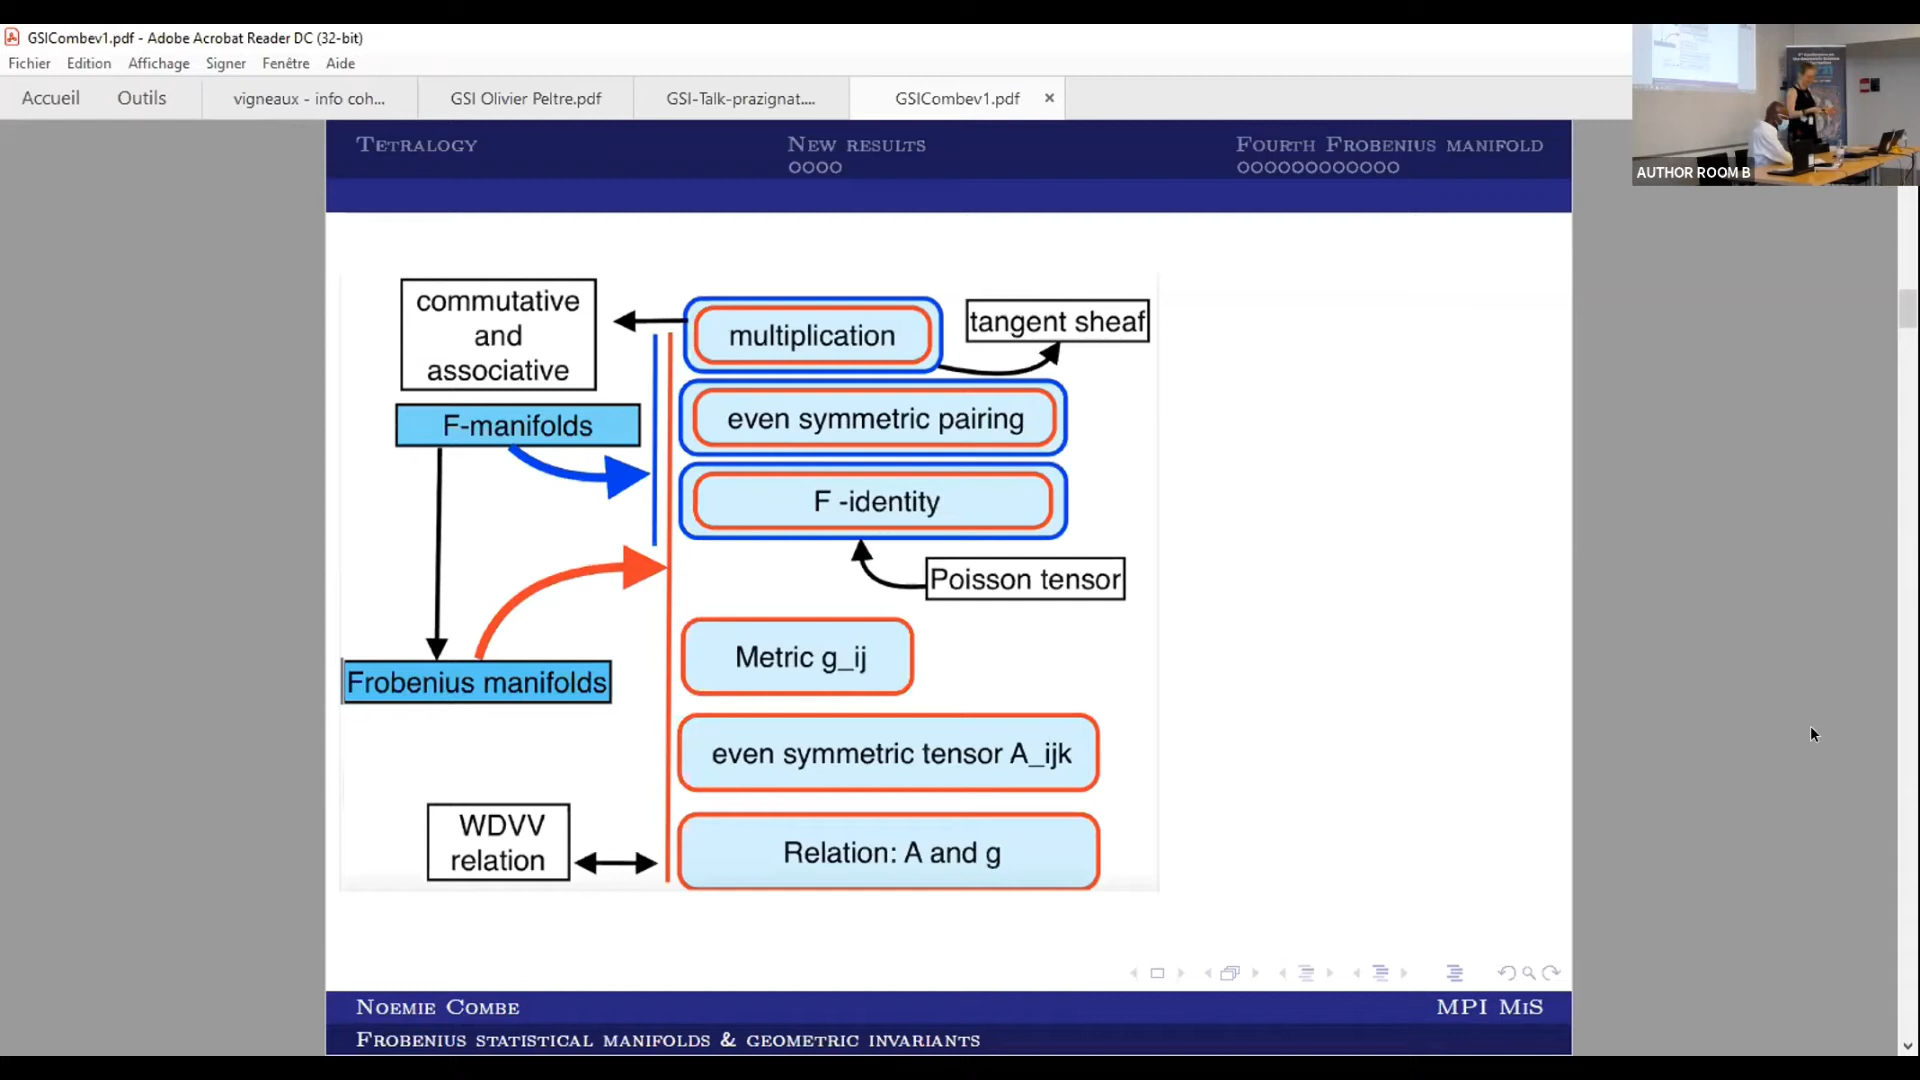 GSICombev1.pdf - Adobe Acrobat Reader DC (32-bit)
Fichier Edition Affichage Signer Fenêtre Aide
Accueil Outils vigneaux - info coh... GSI Olivier Peltre.pdf GSI-Talk-prazignat.... GSICombev1.pdf
AUTHOR ROOM B
Tetralogy New results Fourth Frobenius manifold
commutative
and
associative
multiplication
tangent sheaf
even symmetric pairing
F-manifolds
F -identity
Poisson tensor
Metric g_ij
Frobenius manifolds
even symmetric tensor A_ijk
WDVV
relation
Relation: A and g
Noemie Combe MPI MiS
Frobenius statistical manifolds & geometric invariants